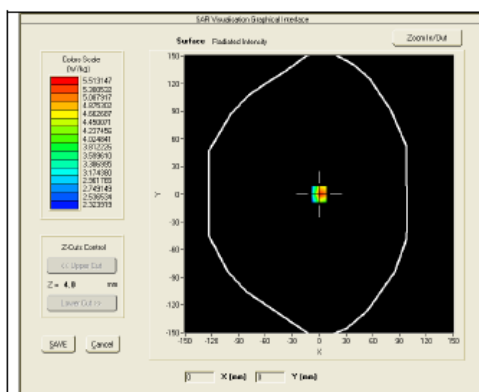 SAR Visualisation Graphical Interface
Surface Radiated Intensity
Zoom In/Out
Colors Scale
(W/kg)
5.513147
5.300532
5.087917
4.875302
4.662687
4.450071
4.237456
4.024841
3.812226
3.599610
3.386995
3.174380
2.961765
2.749149
2.536534
2.323919
150
120
90
60
30
0
-30
-60
-90
-120
-150
Y
-150 -120 -90 -60 -30 0 30 60 90 120 150
X
Z-Cuts Control
<< Upper Cut
Z = 4.0 mm
Lower Cut >>
SAVE Cancel
X (mm) Y (mm)